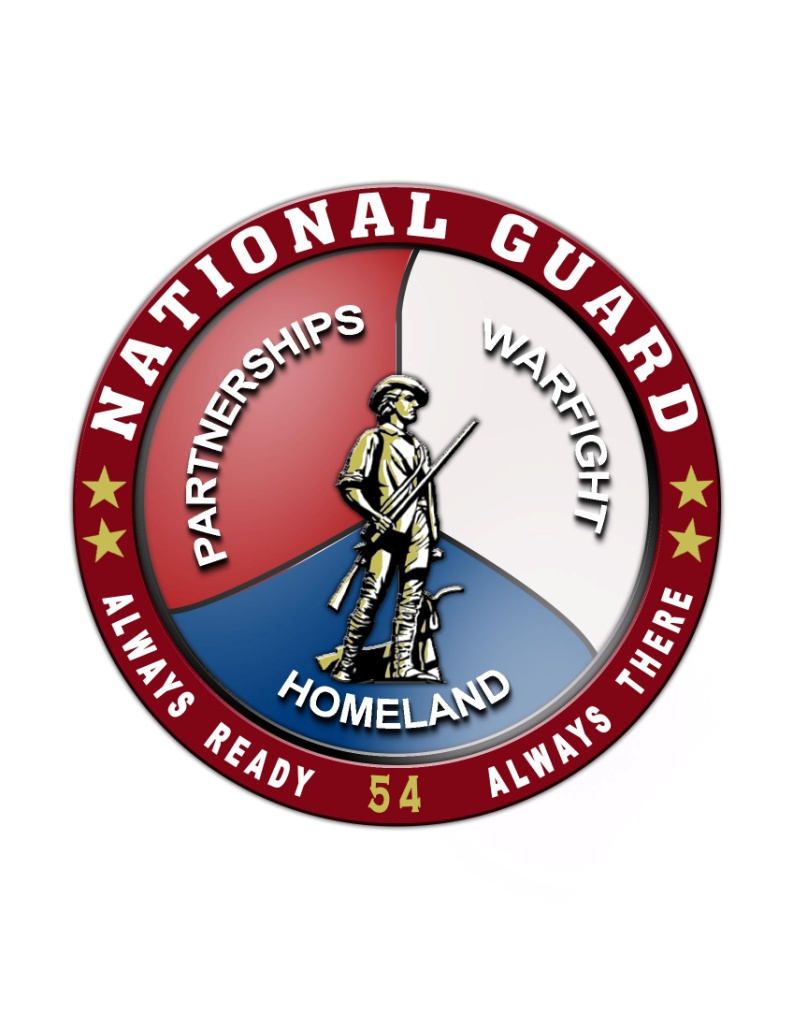 NATIONAL GUARD
PARTNERSHIPS
WARFIGHT
HOMELAND
ALWAYS READY
54
ALWAYS THERE